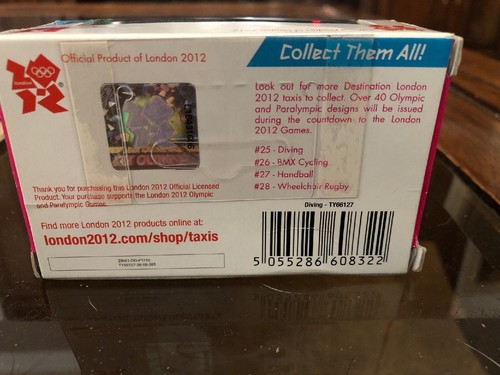 Official Product of London 2012
Collect Them All!
Look out for more Destination London
2012 taxis to collect. Over 40 Olympic
and Paralympic designs will be issued
during the countdown to the London
2012 Games.
#25 - Diving
#26 - BMX Cycling
#27 - Handball
#28 - Wheelchair Rugby
Thank you for purchasing this London 2012 Official Licensed
Product. Your purchase supports the London 2012 Olympic
and Paralympic Games.
Find more London 2012 products online at:
london2012.com/shop/taxis
Diving - TY66127
5 055286 608322